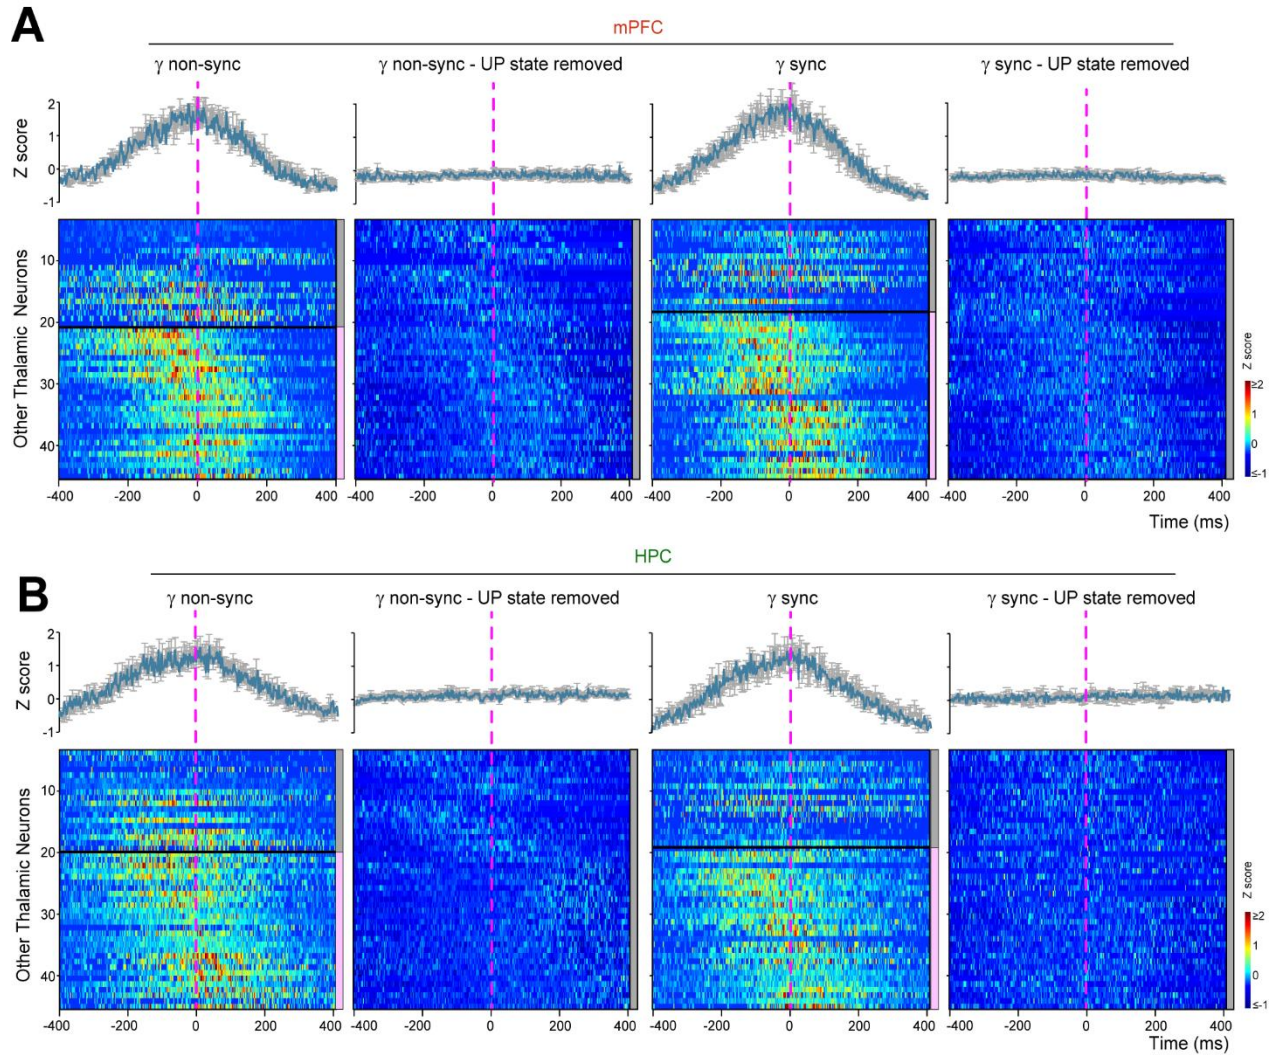 A
mPFC
γ non-sync
γ non-sync - UP state removed
γ sync
γ sync - UP state removed
Z score
2
1
0
-1
Other Thalamic Neurons
10
20
30
40
-400 -200 0 200 400
-400 -200 0 200 400
-400 -200 0 200 400
-400 -200 0 200 400
Time (ms)
Z score
≥2
1
0
≤-1
B
HPC
γ non-sync
γ non-sync - UP state removed
γ sync
γ sync - UP state removed
Z score
2
1
0
-1
Other Thalamic Neurons
10
20
30
40
-400 -200 0 200 400
-400 -200 0 200 400
-400 -200 0 200 400
-400 -200 0 200 400
Time (ms)
Z score
≥2
1
0
≤-1